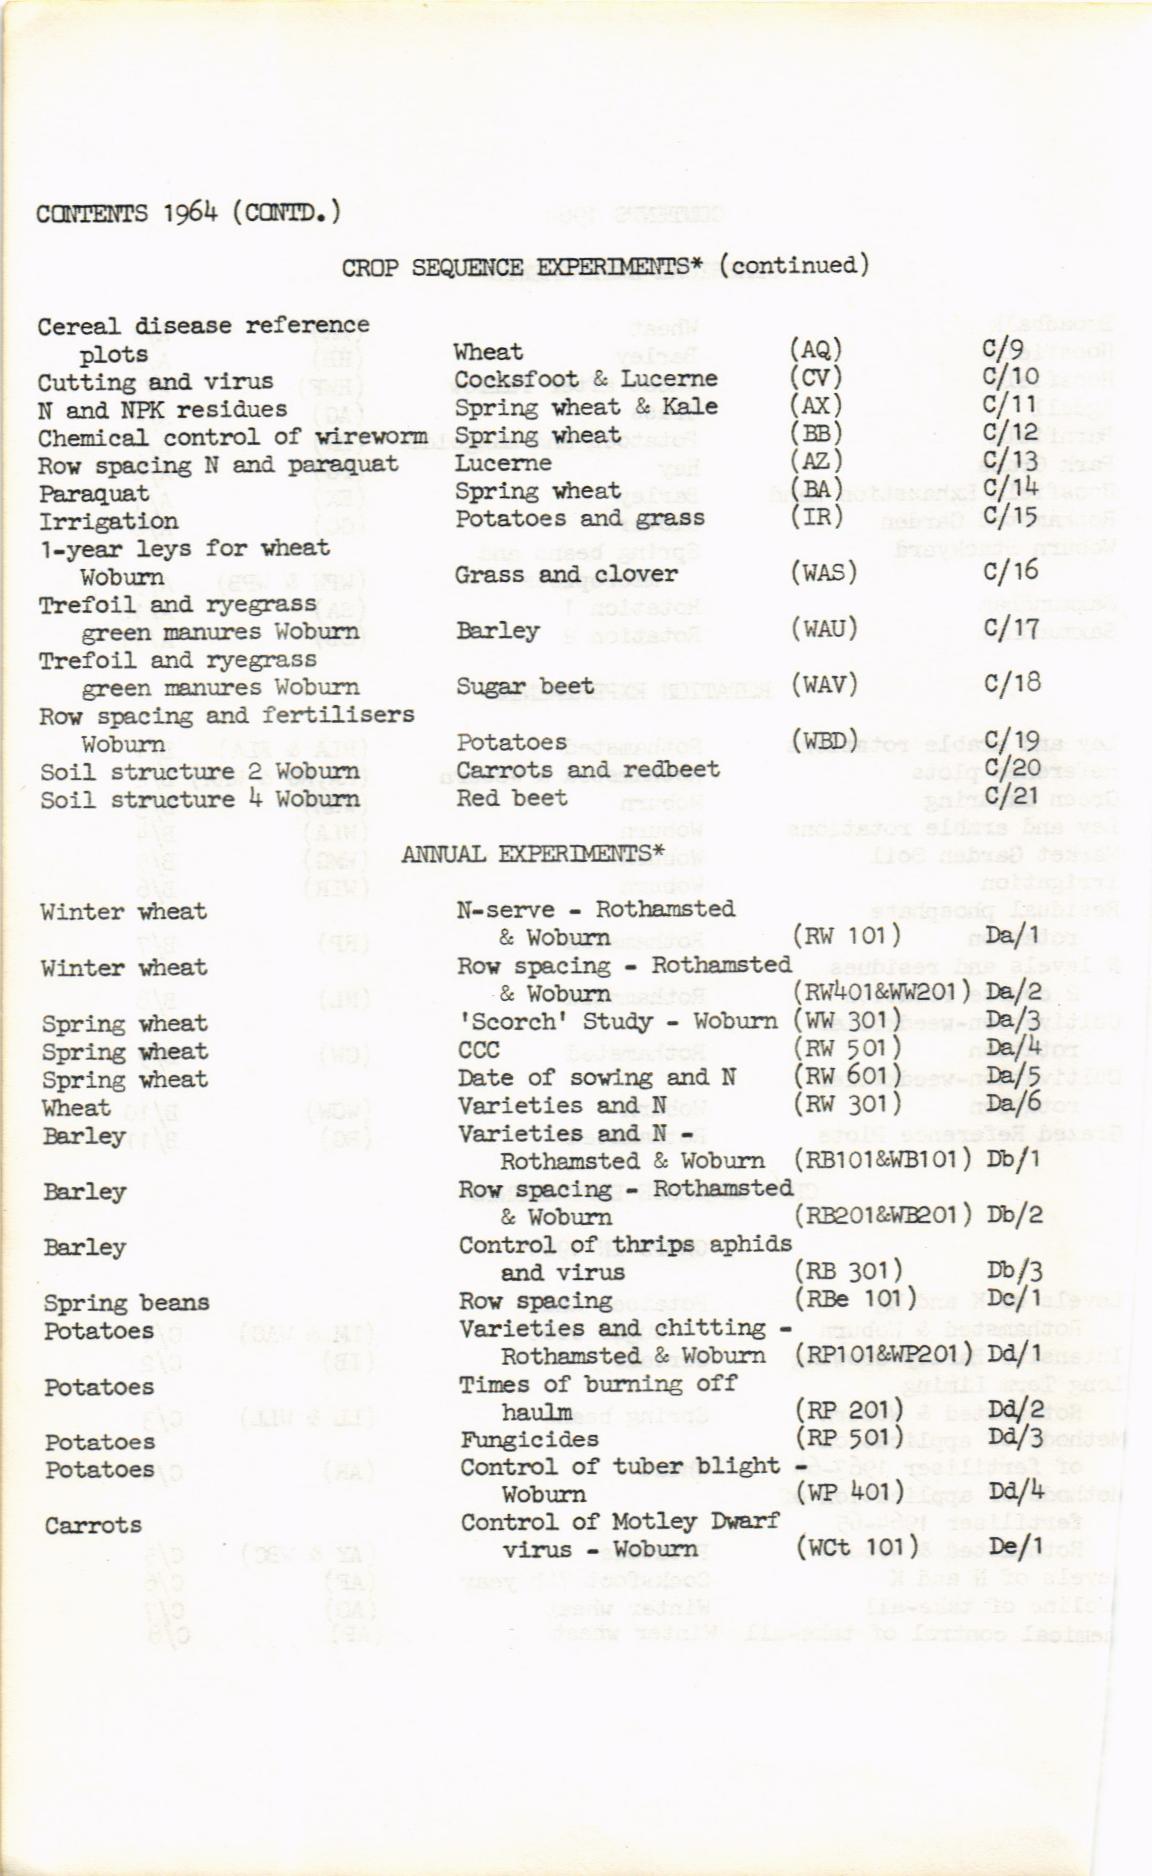 CONTENTS 1964 (CONTD.)
CROP SEQUENCE EXPERIMENTS* (continued)
Cereal disease reference
plots Wheat (AQ) C/9
Cutting and virus Cocksfoot & Lucerne (CV) C/10
N and NPK residues Spring wheat & Kale (AX) C/11
Chemical control of wireworm Spring wheat (BB) C/12
Row spacing N and paraquat Lucerne (AZ) C/13
Paraquat Spring wheat (BA) C/14
Irrigation Potatoes and grass (IR) C/15
1-year leys for wheat
Woburn Grass and clover (WAS) C/16
Trefoil and ryegrass
green manures Woburn Barley (WAU) C/17
Trefoil and ryegrass
green manures Woburn Sugar beet (WAV) C/18
Row spacing and fertilisers
Woburn Potatoes (WBD) C/19
Soil structure 2 Woburn Carrots and redbeet C/20
Soil structure 4 Woburn Red beet C/21
ANNUAL EXPERIMENTS*
Winter wheat N-serve - Rothamsted
& Woburn (RW 101) Da/1
Winter wheat Row spacing - Rothamsted
& Woburn (RW401&WW201) Da/2
Spring wheat 'Scorch' Study - Woburn (WW 301) Da/3
Spring wheat CCC (RW 501) Da/4
Spring wheat Date of sowing and N (RW 601) Da/5
Wheat Varieties and N (RW 301) Da/6
Barley Varieties and N -
Rothamsted & Woburn (RB101&WB101) Db/1
Barley Row spacing - Rothamsted
& Woburn (RB201&WB201) Db/2
Barley Control of thrips aphids
and virus (RB 301) Db/3
Spring beans Row spacing (RBe 101) Dc/1
Potatoes Varieties and chitting -
Rothamsted & Woburn (RP101&WP201) Dd/1
Potatoes Times of burning off
haulm (RP 201) Dd/2
Potatoes Fungicides (RP 501) Dd/3
Potatoes Control of tuber blight -
Woburn (WP 401) Dd/4
Carrots Control of Motley Dwarf
virus - Woburn (WCt 101) De/1